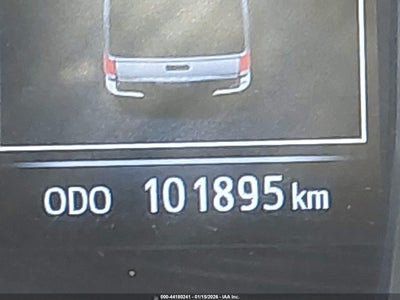 ODO 101895 km
000-44180241 - 01/15/2026 - IAA Inc.